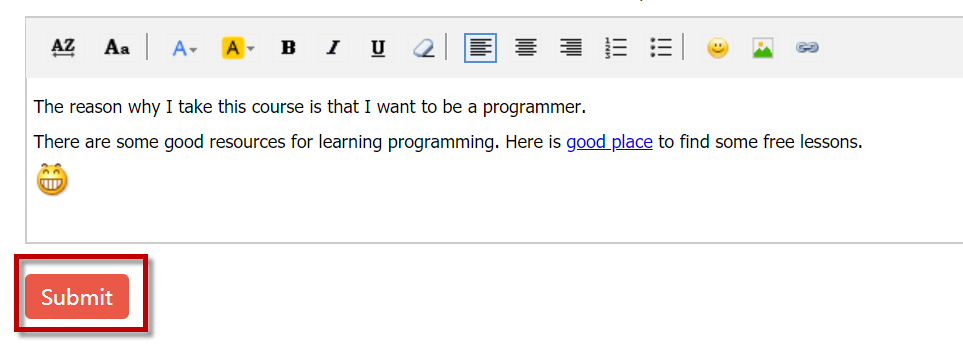 AZ Aa A A B I U
The reason why I take this course is that I want to be a programmer.
There are some good resources for learning programming. Here is good place to find some free lessons.
Submit